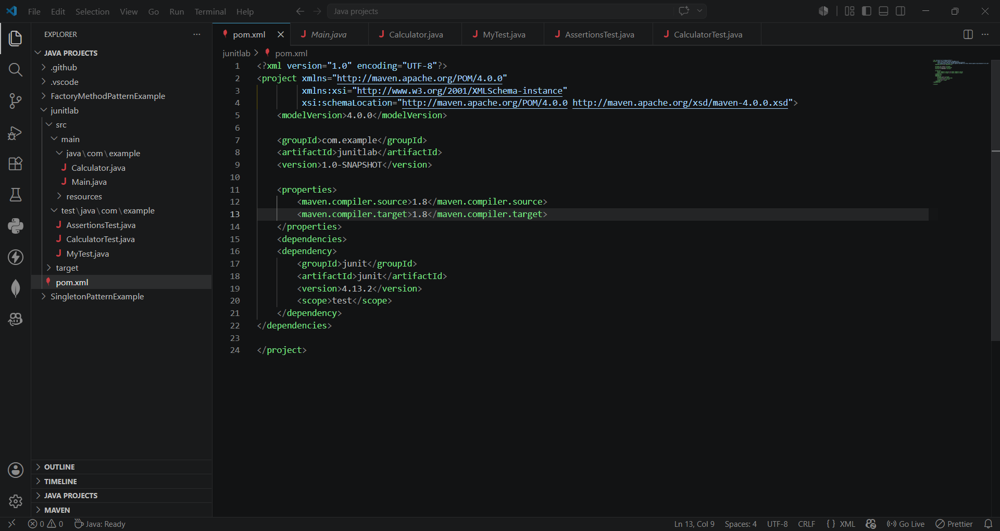 File Edit Selection View Go Run Terminal Help
Java projects
EXPLORER
JAVA PROJECTS
.github
.vscode
FactoryMethodPatternExample
junitlab
src
main
java\com\example
Calculator.java
Main.java
resources
test\java\com\example
AssertionsTest.java
CalculatorTest.java
MyTest.java
target
pom.xml
SingletonPatternExample
OUTLINE
TIMELINE
JAVA PROJECTS
MAVEN
pom.xml Main.java Calculator.java MyTest.java AssertionsTest.java CalculatorTest.java
junitlab > pom.xml
1 <?xml version="1.0" encoding="UTF-8"?>
2 <project xmlns="http://maven.apache.org/POM/4.0.0"
3 xmlns:xsi="http://www.w3.org/2001/XMLSchema-instance"
4 xsi:schemaLocation="http://maven.apache.org/POM/4.0.0 http://maven.apache.org/xsd/maven-4.0.0.xsd">
5 <modelVersion>4.0.0</modelVersion>
6
7 <groupId>com.example</groupId>
8 <artifactId>junitlab</artifactId>
9 <version>1.0-SNAPSHOT</version>
10
11 <properties>
12 <maven.compiler.source>1.8</maven.compiler.source>
13 <maven.compiler.target>1.8</maven.compiler.target>
14 </properties>
15 <dependencies>
16 <dependency>
17 <groupId>junit</groupId>
18 <artifactId>junit</artifactId>
19 <version>4.13.2</version>
20 <scope>test</scope>
21 </dependency>
22 </dependencies>
23
24 </project>
0 0 Java: Ready
Ln 13, Col 9 Spaces: 4 UTF-8 CRLF { } XML Go Live Prettier